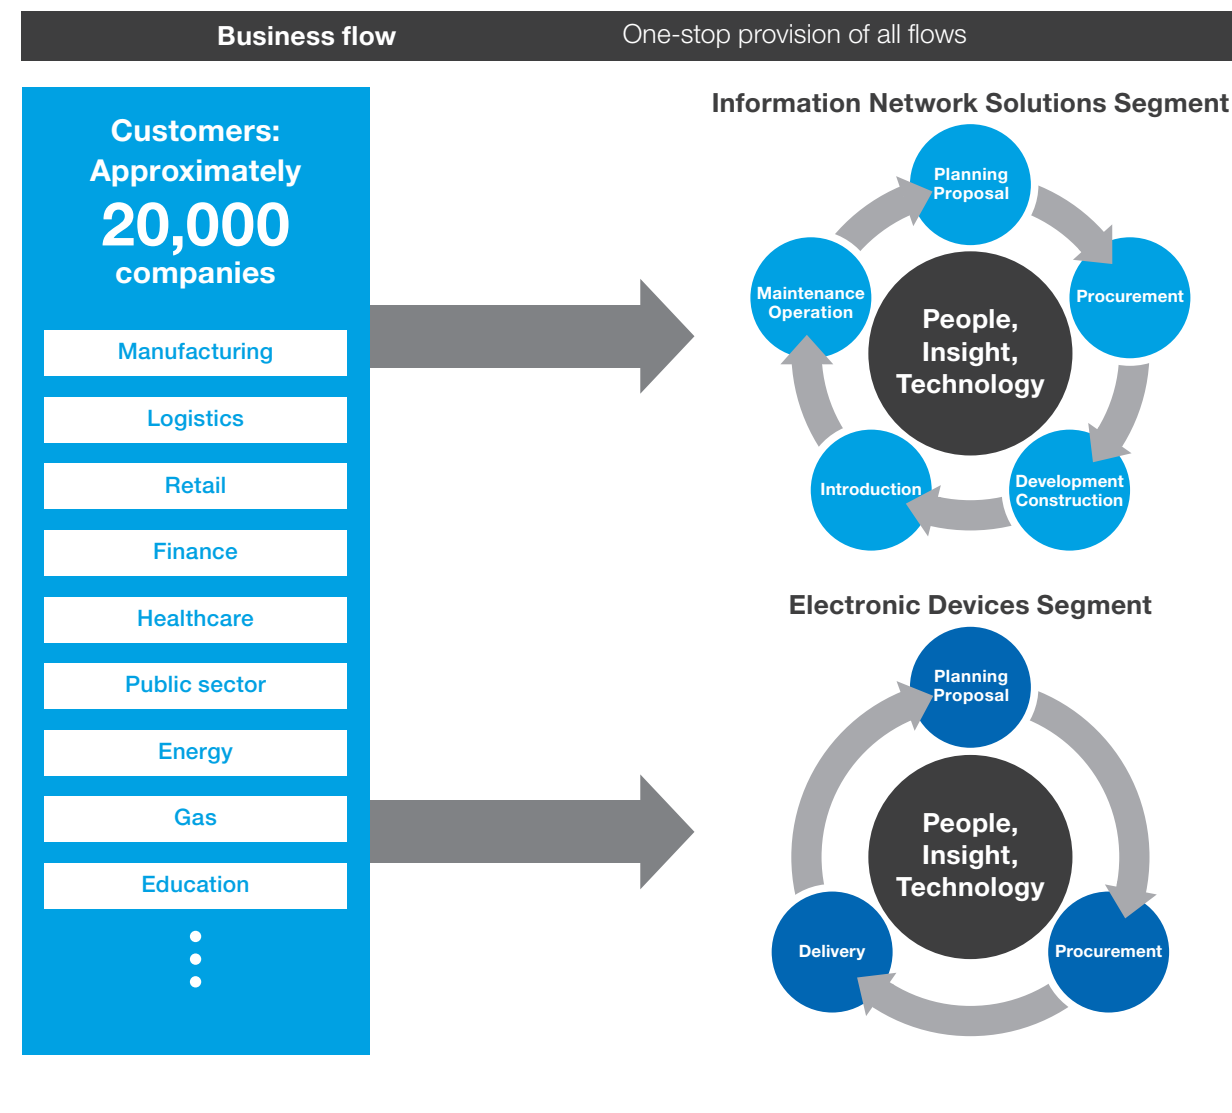 Business flow
One-stop provision of all flows
Customers:
Approximately
20,000
companies
Manufacturing
Logistics
Retail
Finance
Healthcare
Public sector
Energy
Gas
Education
Information Network Solutions Segment
Planning
Proposal
Procurement
Development
Construction
Introduction
Maintenance
Operation
People,
Insight,
Technology
Electronic Devices Segment
Planning
Proposal
Procurement
Delivery
People,
Insight,
Technology